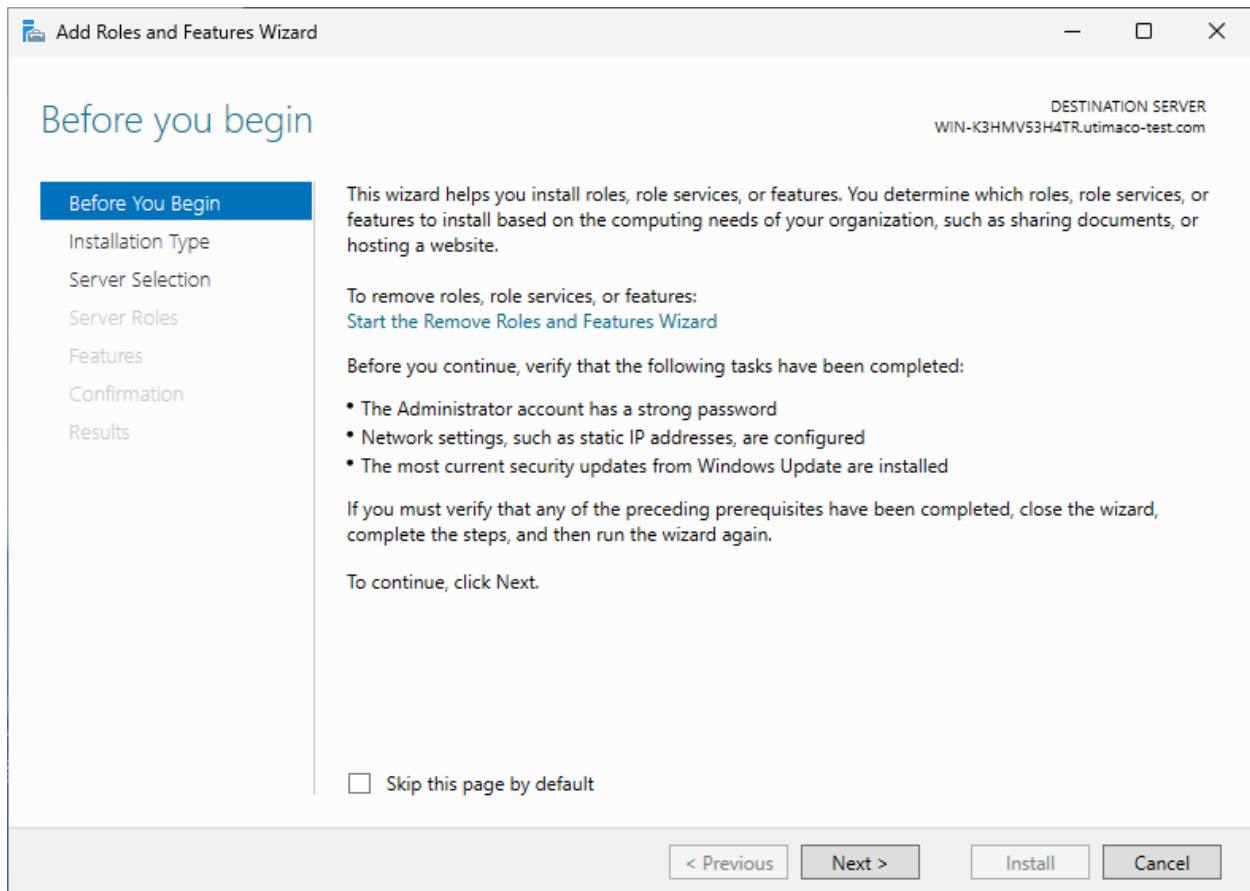 Add Roles and Features Wizard
Before you begin
DESTINATION SERVER
WIN-K3HMV53H4TR.utimaco-test.com
Before You Begin
Installation Type
Server Selection
Server Roles
Features
Confirmation
Results
This wizard helps you install roles, role services, or features. You determine which roles, role services, or
features to install based on the computing needs of your organization, such as sharing documents, or
hosting a website.
To remove roles, role services, or features:
Start the Remove Roles and Features Wizard
Before you continue, verify that the following tasks have been completed:
• The Administrator account has a strong password
• Network settings, such as static IP addresses, are configured
• The most current security updates from Windows Update are installed
If you must verify that any of the preceding prerequisites have been completed, close the wizard,
complete the steps, and then run the wizard again.
To continue, click Next.
Skip this page by default
< Previous Next > Install Cancel